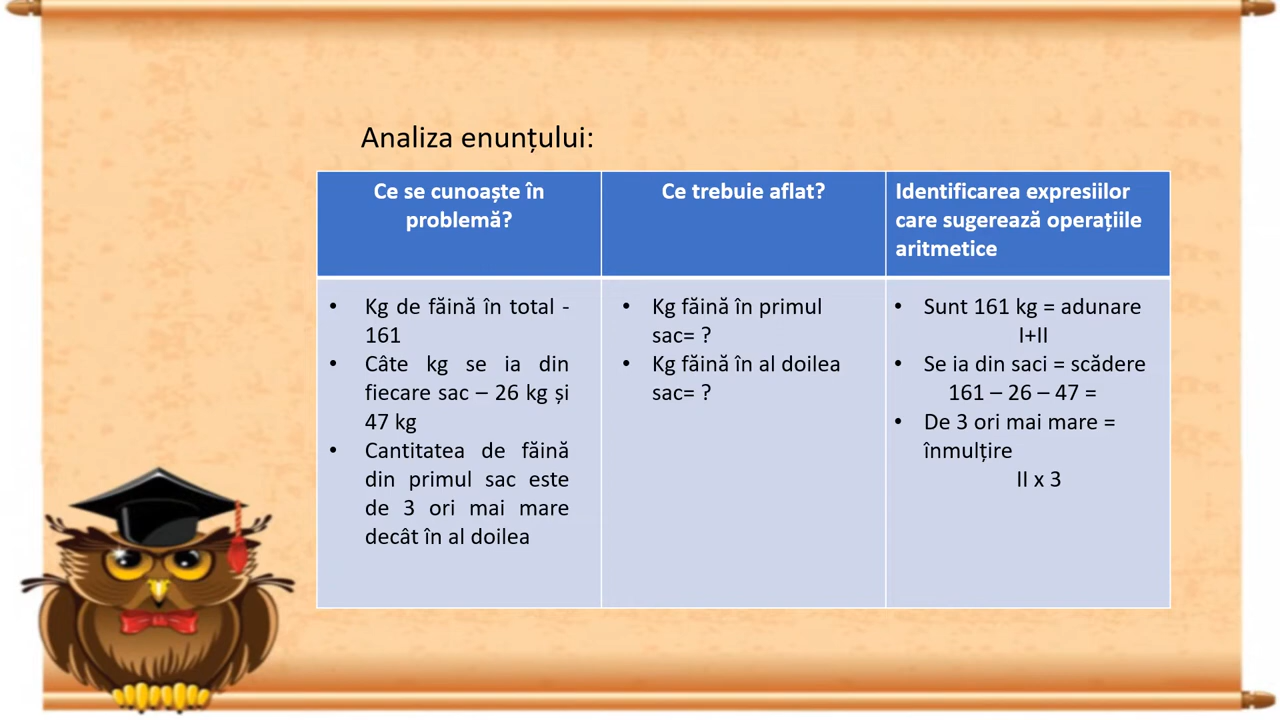 Analiza enunțului:
Ce se cunoaște în
problemă?
Ce trebuie aflat?
Identificarea expresiilor
care sugerează operațiile
aritmetice
• Kg de făină în total -
161
• Câte kg se ia din
fiecare sac – 26 kg și
47 kg
• Cantitatea de făină
din primul sac este
de 3 ori mai mare
decât în al doilea
• Kg făină în primul
sac= ?
• Kg făină în al doilea
sac= ?
• Sunt 161 kg = adunare
I+II
• Se ia din saci = scădere
161 – 26 – 47 =
• De 3 ori mai mare =
înmulțire
II x 3